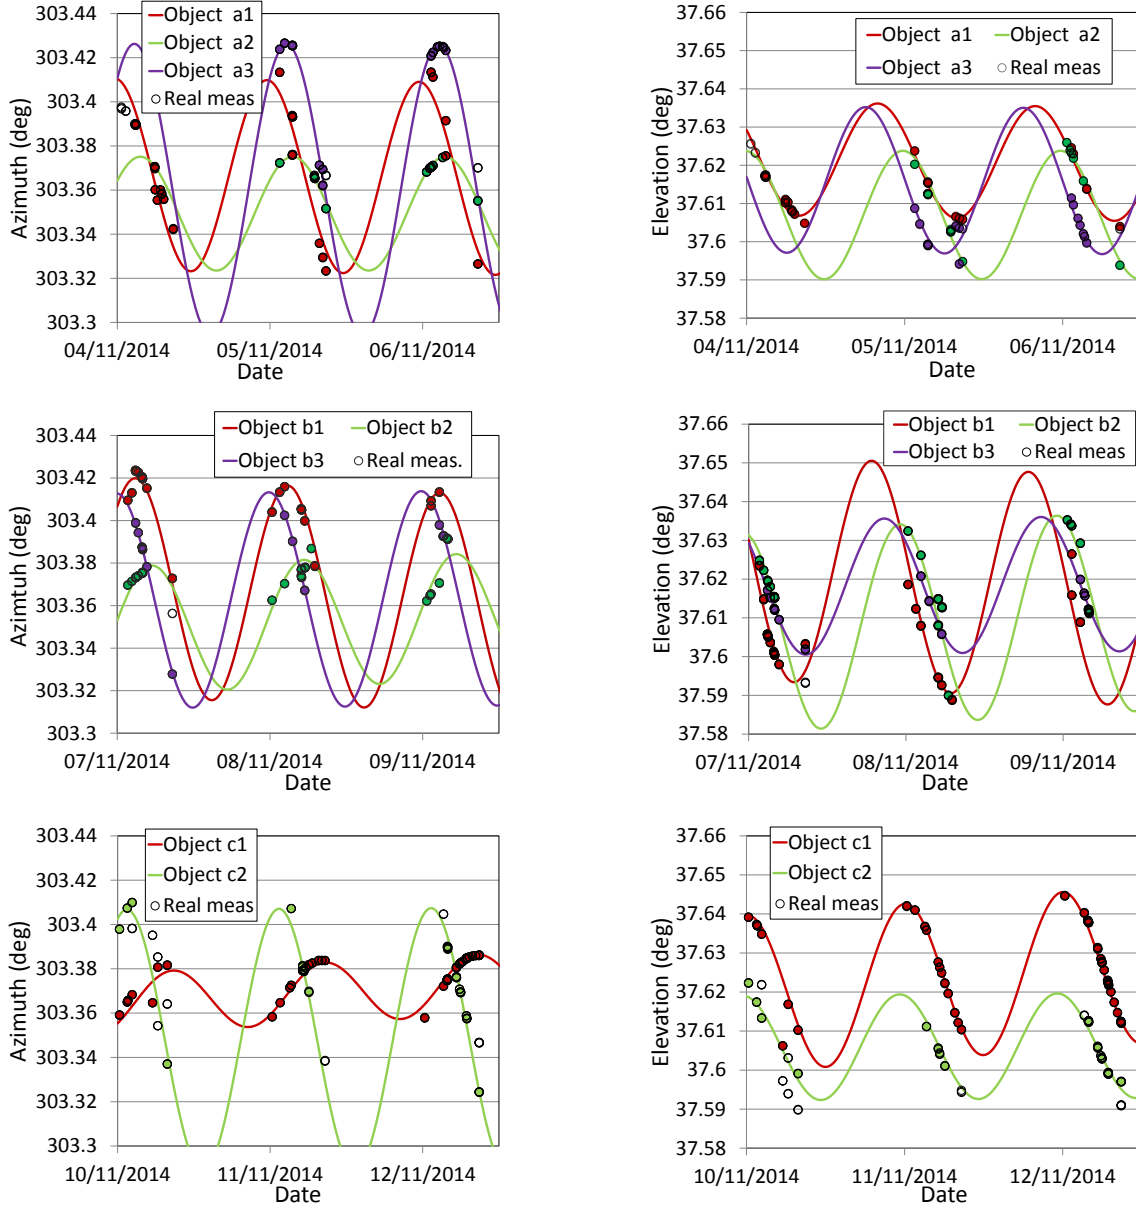 303.44
303.42
303.4
303.38
303.36
303.34
303.32
303.3
Azimuth (deg)
Object a1
Object a2
Object a3
Real meas
04/11/2014
05/11/2014
06/11/2014
Date
37.66
37.65
37.64
37.63
37.62
37.61
37.6
37.59
37.58
Elevation (deg)
Object a1
Object a2
Object a3
Real meas
04/11/2014
05/11/2014
06/11/2014
Date
303.44
303.42
303.4
303.38
303.36
303.34
303.32
303.3
Azimtuh (deg)
Object b1
Object b2
Object b3
Real meas.
07/11/2014
08/11/2014
09/11/2014
Date
37.66
37.65
37.64
37.63
37.62
37.61
37.6
37.59
37.58
Elevation (deg)
Object b1
Object b2
Object b3
Real meas
07/11/2014
08/11/2014
09/11/2014
Date
303.44
303.42
303.4
303.38
303.36
303.34
303.32
303.3
Azimuth (deg)
Object c1
Object c2
Real meas
10/11/2014
11/11/2014
12/11/2014
Date
37.66
37.65
37.64
37.63
37.62
37.61
37.6
37.59
37.58
Elevation (deg)
Object c1
Object c2
Real meas
10/11/2014
11/11/2014
12/11/2014
Date